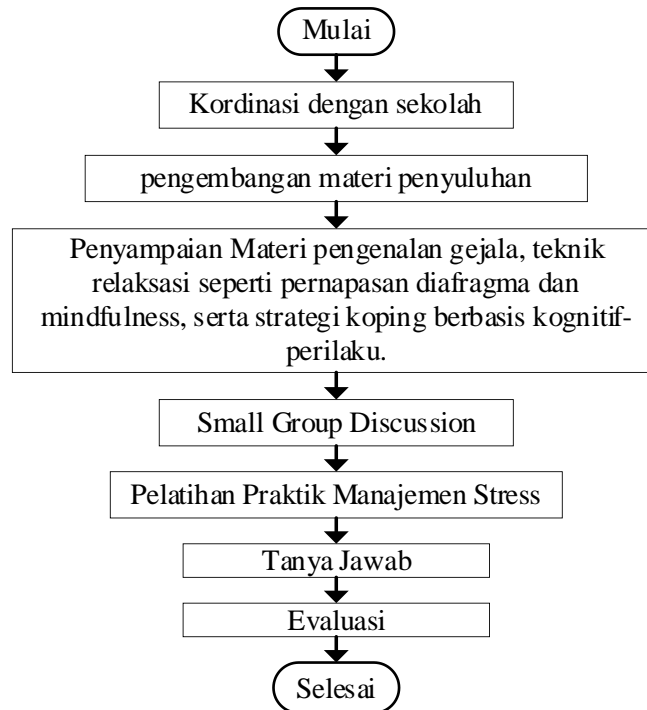 Mulai
Kordinasi dengan sekolah
pengembangan materi penyuluhan
Penyampaian Materi pengenalan gejala, teknik
relaksasi seperti pernapasan diafragma dan
mindfulness, serta strategi koping berbasis kognitif-
perilaku.
Small Group Discussion
Pelatihan Praktik Manajemen Stress
Tanya Jawab
Evaluasi
Selesai